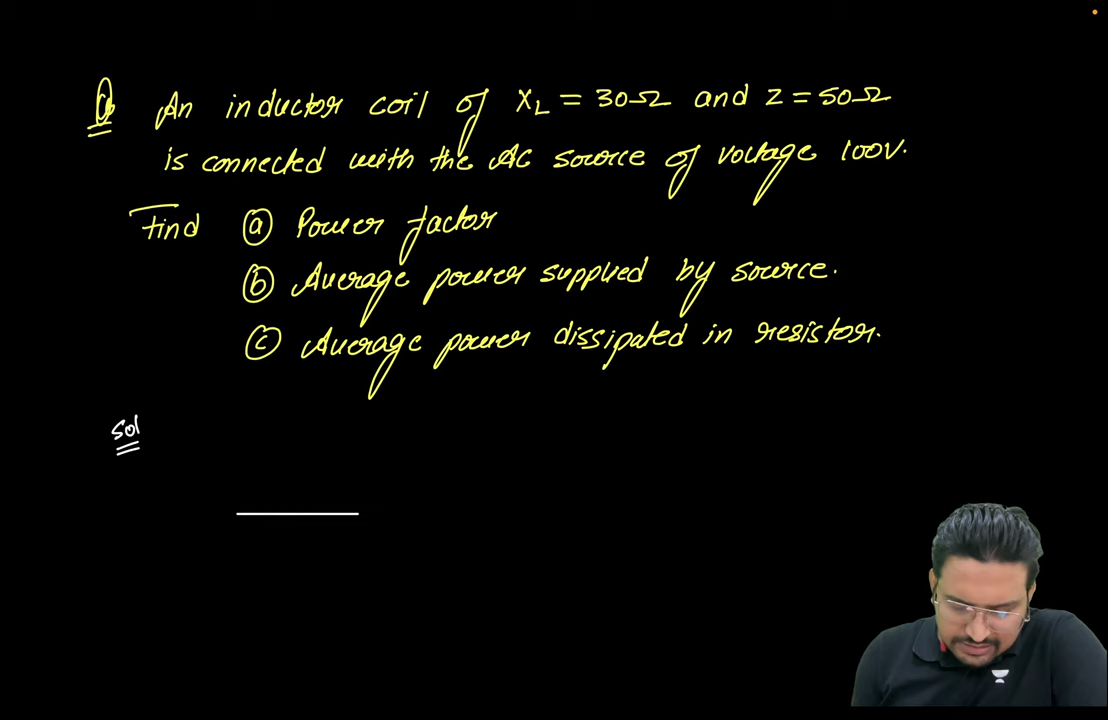 Q An inductor coil of XL = 30Ω and Z = 50Ω
is connected with the AC source of voltage 100V.
Find (a) Power factor
(b) Average power supplied by source.
(c) Average power dissipated in resistor.
Sol